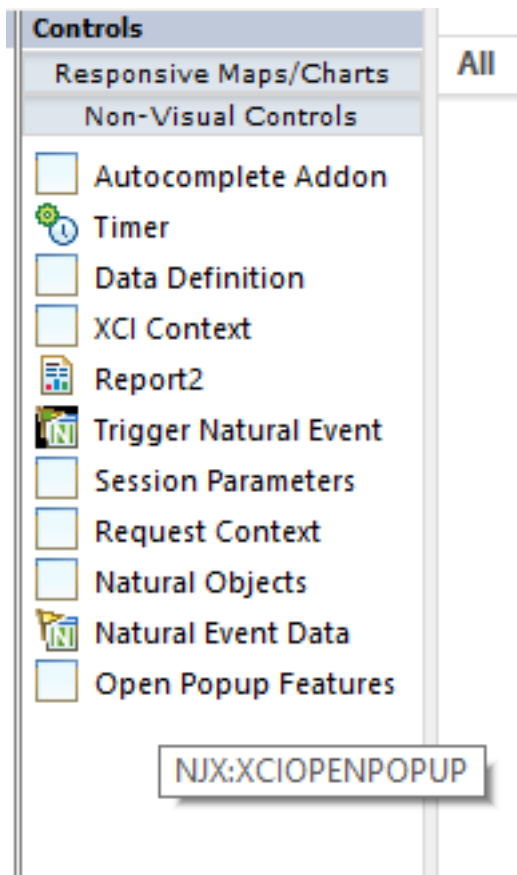 Controls
All
Responsive Maps/Charts
Non-Visual Controls
Autocomplete Addon
Timer
Data Definition
XCI Context
Report2
Trigger Natural Event
Session Parameters
Request Context
Natural Objects
Natural Event Data
Open Popup Features
NJX:XCIOPENPOPUP